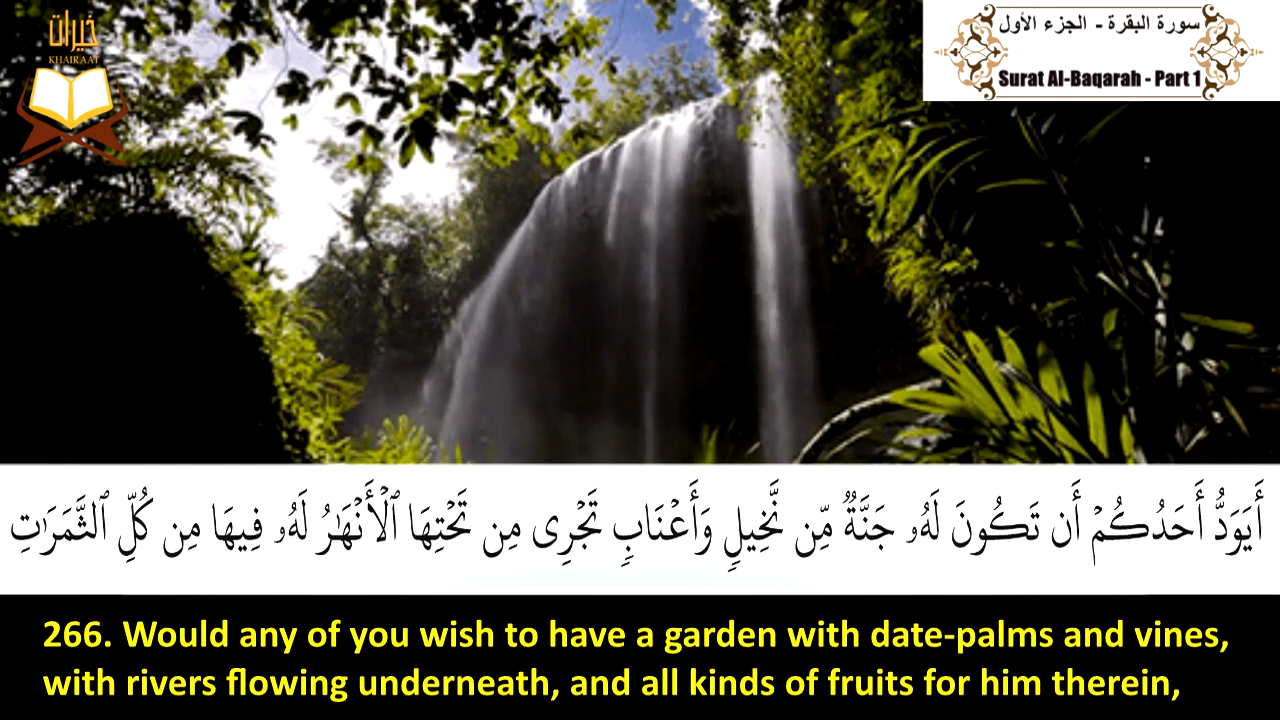 خيرات
KHAIRAAT
سورة البقرة - الجزء الأول
Surat Al-Baqarah - Part 1
أَيَوَدُّ أَحَدُكُمْ أَن تَكُونَ لَهُۥ جَنَّةٌ مِّن نَّخِيلٍ وَأَعْنَابٍ تَجْرِى مِن تَحْتِهَا ٱلْأَنْهَـٰرُ لَهُۥ فِيهَا مِن كُلِّ ٱلثَّمَرَٰتِ
266. Would any of you wish to have a garden with date-palms and vines,
with rivers flowing underneath, and all kinds of fruits for him therein,